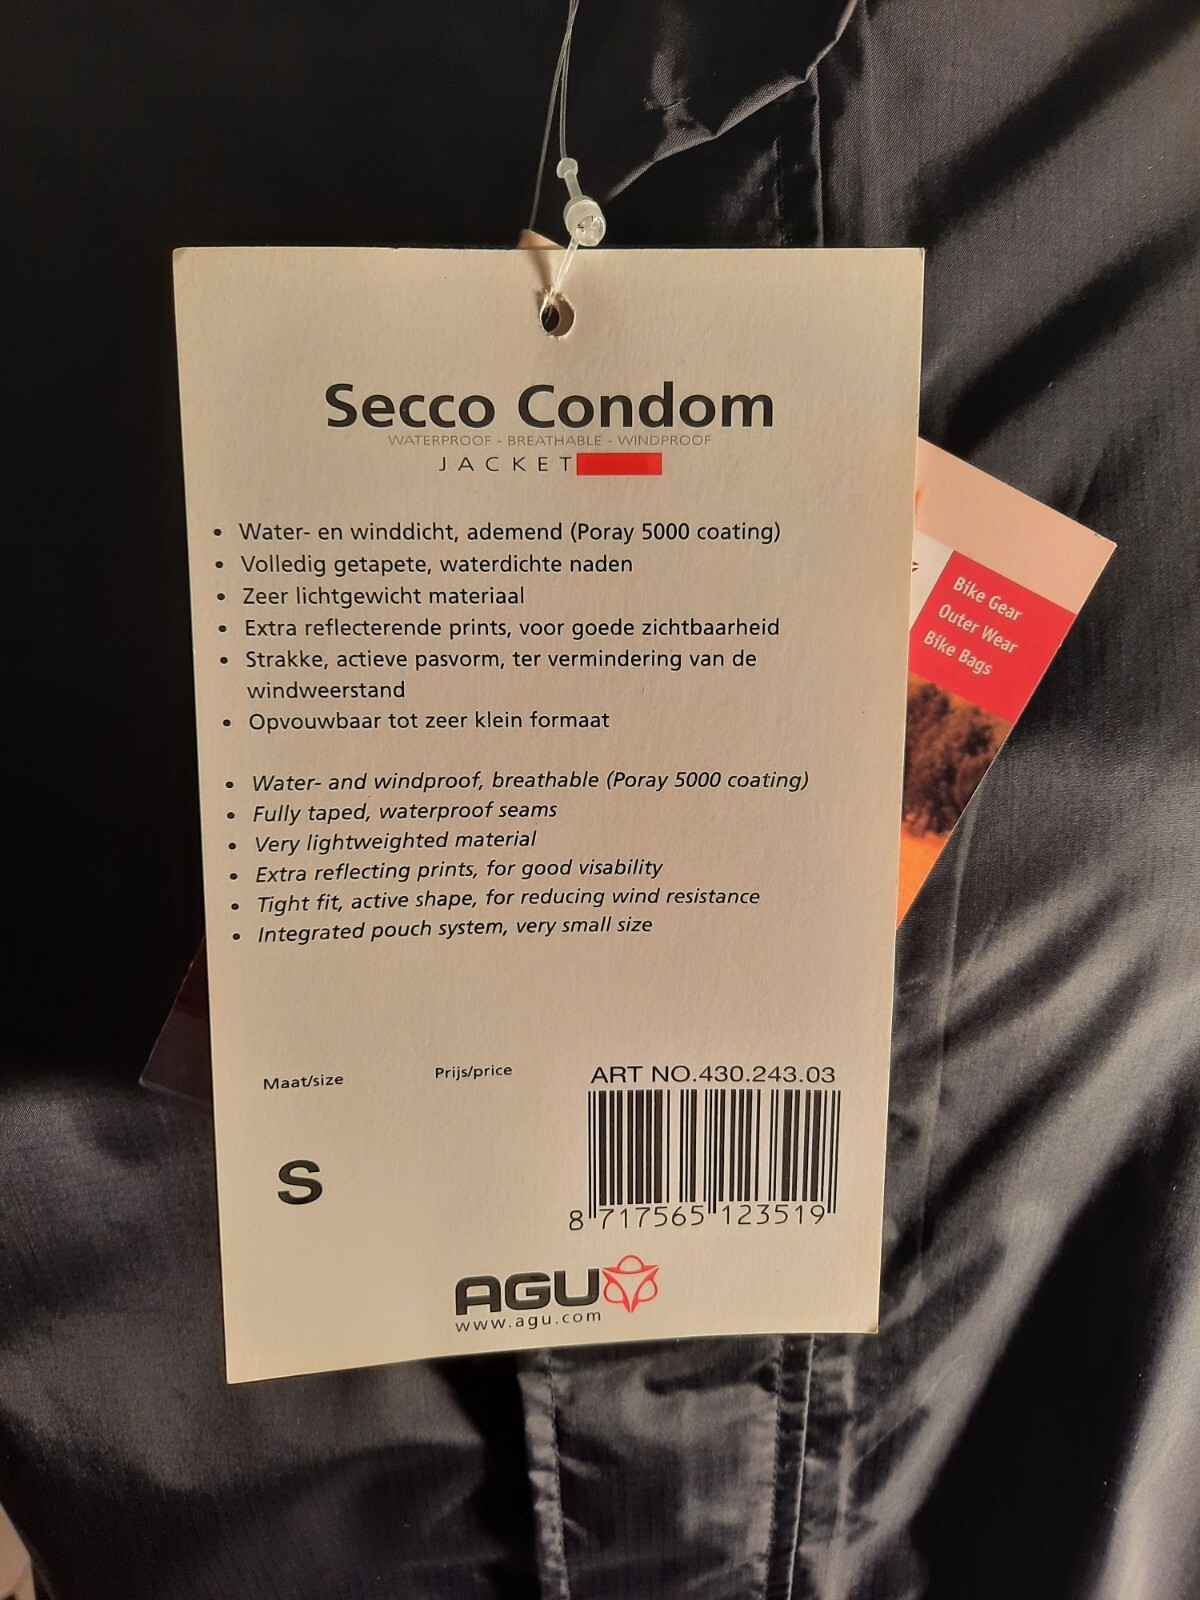 Secco Condom
WATERPROOF - BREATHABLE - WINDPROOF
JACKET
• Water- en winddicht, ademend (Poray 5000 coating)
• Volledig getapete, waterdichte naden
• Zeer lichtgewicht materiaal
• Extra reflecterende prints, voor goede zichtbaarheid
• Strakke, actieve pasvorm, ter vermindering van de
windweerstand
• Opvouwbaar tot zeer klein formaat
• Water- and windproof, breathable (Poray 5000 coating)
• Fully taped, waterproof seams
• Very lightweighted material
• Extra reflecting prints, for good visability
• Tight fit, active shape, for reducing wind resistance
• Integrated pouch system, very small size
Maat/size
Prijs/price
ART NO.430.243.03
S
8 717565 123519
AGU
www.agu.com
Bike Gear
Outer Wear
Bike Bags